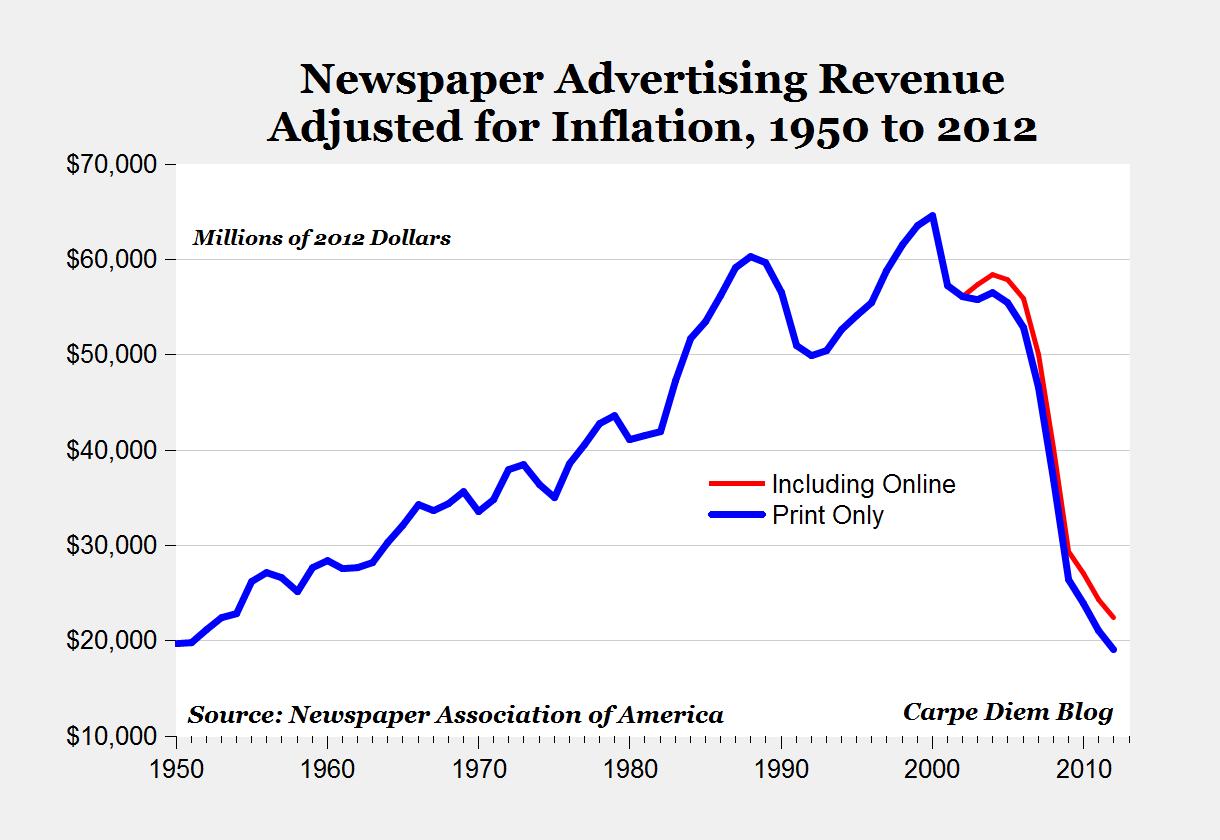 Newspaper Advertising Revenue
Adjusted for Inflation, 1950 to 2012
$70,000
Millions of 2012 Dollars
$60,000
$50,000
$40,000
Including Online
Print Only
$30,000
$20,000
Source: Newspaper Association of America
Carpe Diem Blog
$10,000
1950 1960 1970 1980 1990 2000 2010